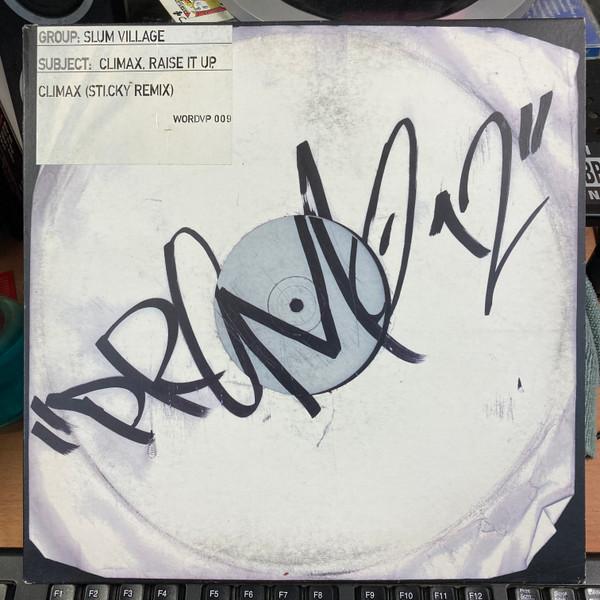 GROUP: SLUM VILLAGE
SUBJECT: CLIMAX. RAISE IT UP.
CLIMAX (STI.CKY REMIX)
WORDVP 009
"PROMO 12"
F1 F2 F3 F4 F5 F6 F7 F8 F9 F10 F11 F12